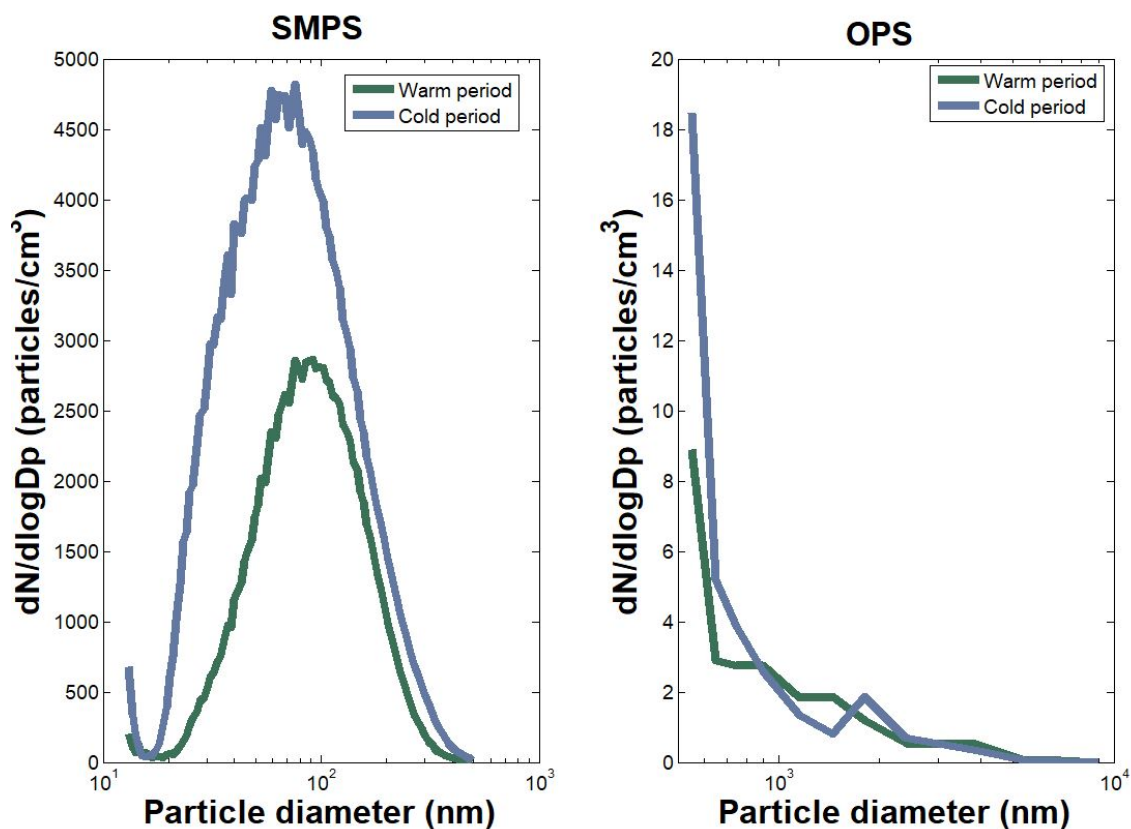 SMPS
dN/dlogDp (particles/cm³)
5000
4500
4000
3500
3000
2500
2000
1500
1000
500
0
Warm period
Cold period
10¹
10²
10³
Particle diameter (nm)
OPS
dN/dlogDp (particles/cm³)
20
18
16
14
12
10
8
6
4
2
0
Warm period
Cold period
10³
10⁴
Particle diameter (nm)